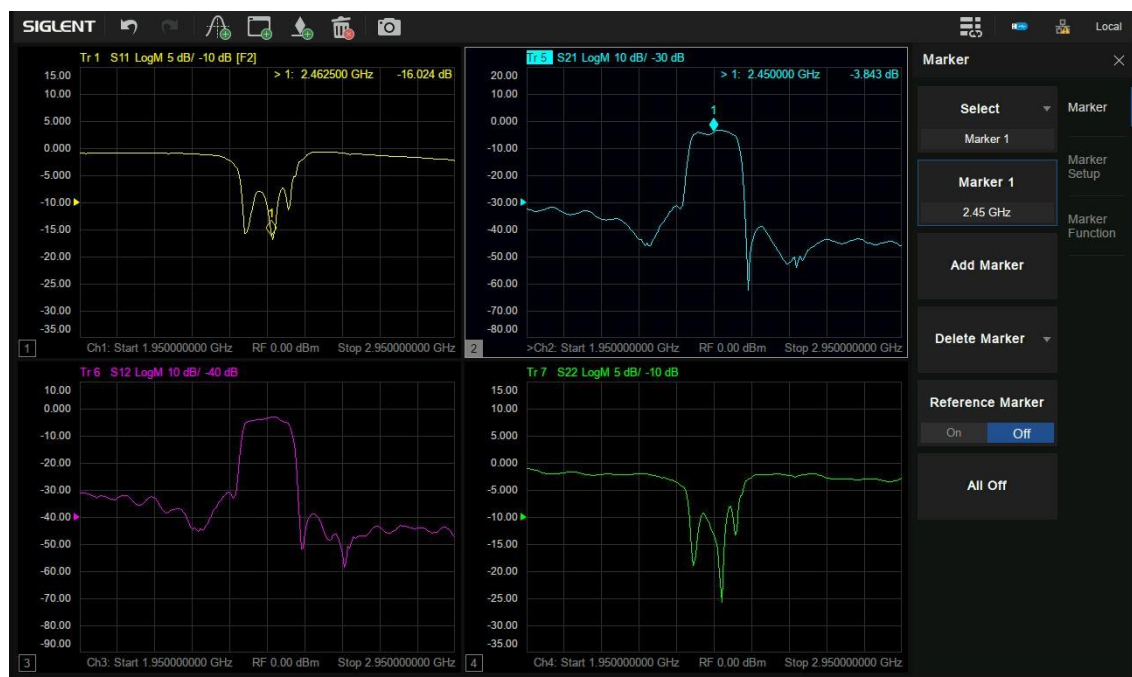 SIGLENT
Local
Tr 1 S11 LogM 5 dB/ -10 dB [F2]
> 1: 2.462500 GHz -16.024 dB
15.00
10.00
5.000
0.000
-5.000
-10.00
-15.00
-20.00
-25.00
-30.00
-35.00
1
1
Ch1: Start 1.950000000 GHz RF 0.00 dBm Stop 2.950000000 GHz
Tr 5 S21 LogM 10 dB/ -30 dB
> 1: 2.450000 GHz -3.843 dB
20.00
10.00
0.000
-10.00
-20.00
-30.00
-40.00
-50.00
-60.00
-70.00
-80.00
1
2
>Ch2: Start 1.950000000 GHz RF 0.00 dBm Stop 2.950000000 GHz
Tr 6 S12 LogM 10 dB/ -40 dB
10.00
0.000
-10.00
-20.00
-30.00
-40.00
-50.00
-60.00
-70.00
-80.00
-90.00
3
Ch3: Start 1.950000000 GHz RF 0.00 dBm Stop 2.950000000 GHz
Tr 7 S22 LogM 5 dB/ -10 dB
15.00
10.00
5.000
0.000
-5.000
-10.00
-15.00
-20.00
-25.00
-30.00
-35.00
4
Ch4: Start 1.950000000 GHz RF 0.00 dBm Stop 2.950000000 GHz
Marker
Select
Marker 1
Marker 1
2.45 GHz
Add Marker
Delete Marker
Reference Marker
On Off
All Off
Marker
Marker
Setup
Marker
Function